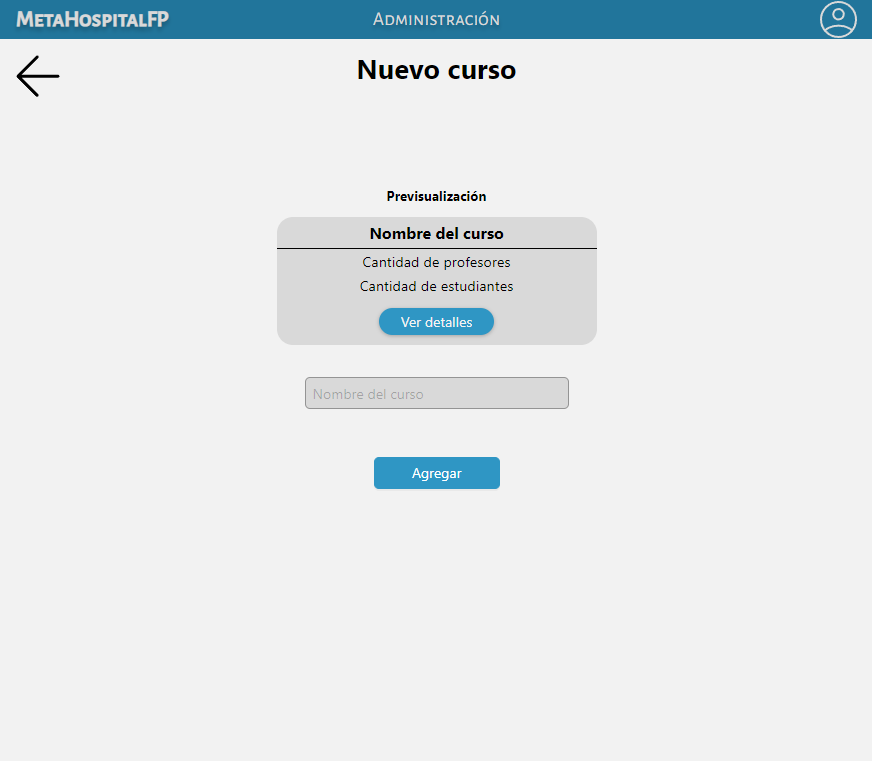 MetaHospitalFP
Administración
Nuevo curso
Previsualización
Nombre del curso
Cantidad de profesores
Cantidad de estudiantes
Ver detalles
Nombre del curso
Agregar